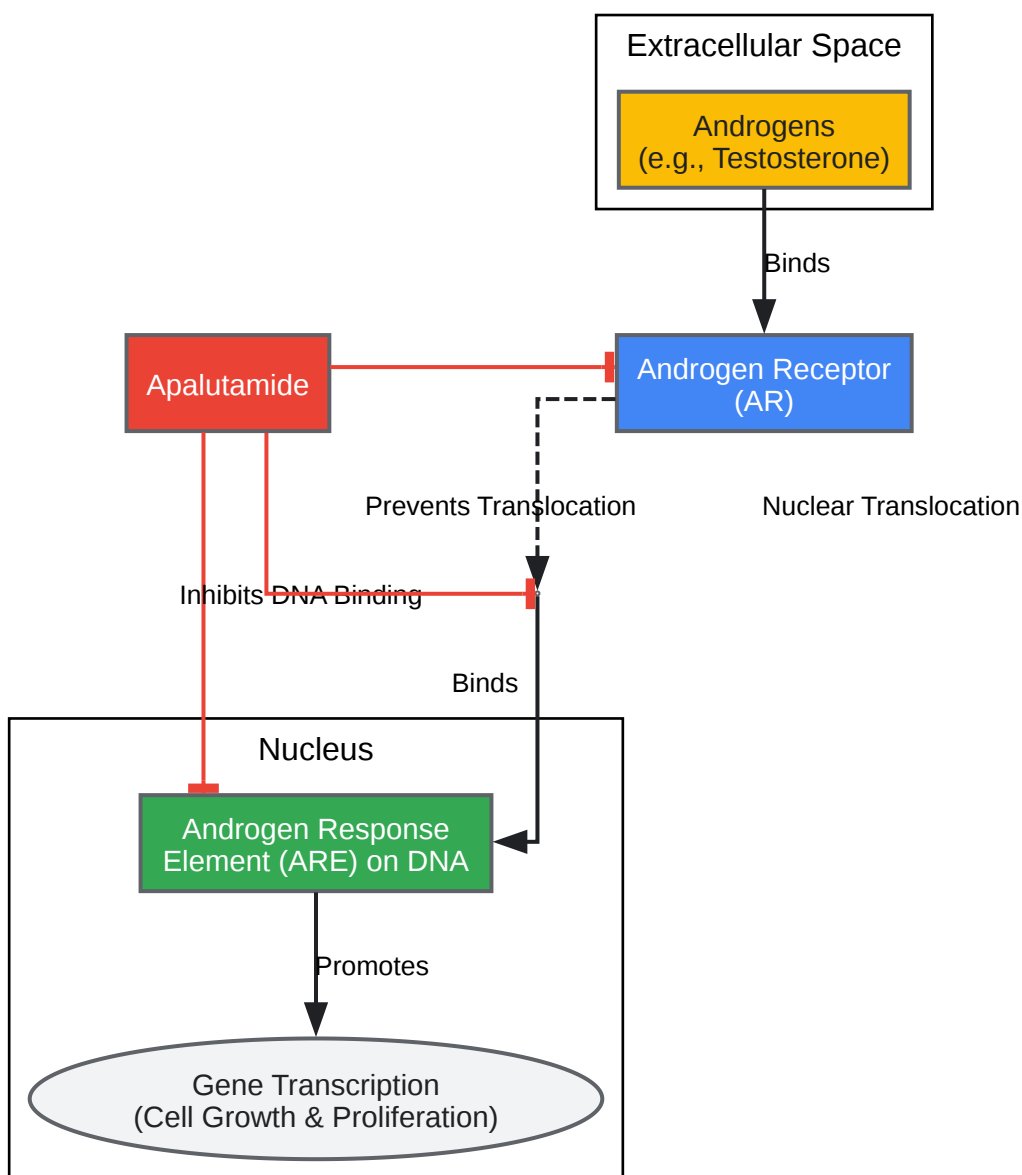 Extracellular Space
Androgens
(e.g., Testosterone)
Binds
Apalutamide
Androgen Receptor
(AR)
Prevents Translocation
Nuclear Translocation
Inhibits DNA Binding
Binds
Nucleus
Androgen Response
Element (ARE) on DNA
Promotes
Gene Transcription
(Cell Growth & Proliferation)